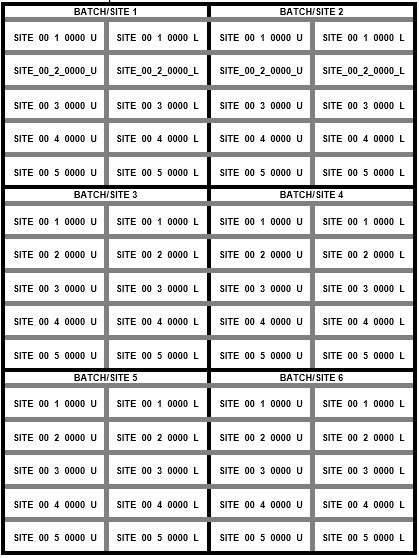 BATCH/SITE 1 BATCH/SITE 2
SITE 00 1 0000 U SITE 00 1 0000 L SITE 00 1 0000 U SITE 00 1 0000 L
SITE_00_2_0000_U SITE_00_2_0000_L SITE_00_2_0000_U SITE_00_2_0000_L
SITE 00 3 0000 U SITE 00 3 0000 L SITE 00 3 0000 U SITE 00 3 0000 L
SITE 00 4 0000 U SITE 00 4 0000 L SITE 00 4 0000 U SITE 00 4 0000 L
SITE 00 5 0000 U SITE 00 5 0000 L SITE 00 5 0000 U SITE 00 5 0000 L
BATCH/SITE 3 BATCH/SITE 4
SITE 00 1 0000 U SITE 00 1 0000 L SITE 00 1 0000 U SITE 00 1 0000 L
SITE 00 2 0000 U SITE 00 2 0000 L SITE 00 2 0000 U SITE 00 2 0000 L
SITE 00 3 0000 U SITE 00 3 0000 L SITE 00 3 0000 U SITE 00 3 0000 L
SITE 00 4 0000 U SITE 00 4 0000 L SITE 00 4 0000 U SITE 00 4 0000 L
SITE 00 5 0000 U SITE 00 5 0000 L SITE 00 5 0000 U SITE 00 5 0000 L
BATCH/SITE 5 BATCH/SITE 6
SITE 00 1 0000 U SITE 00 1 0000 L SITE 00 1 0000 U SITE 00 1 0000 L
SITE 00 2 0000 U SITE 00 2 0000 L SITE 00 2 0000 U SITE 00 2 0000 L
SITE 00 3 0000 U SITE 00 3 0000 L SITE 00 3 0000 U SITE 00 3 0000 L
SITE 00 4 0000 U SITE 00 4 0000 L SITE 00 4 0000 U SITE 00 4 0000 L
SITE 00 5 0000 U SITE 00 5 0000 L SITE 00 5 0000 U SITE 00 5 0000 L